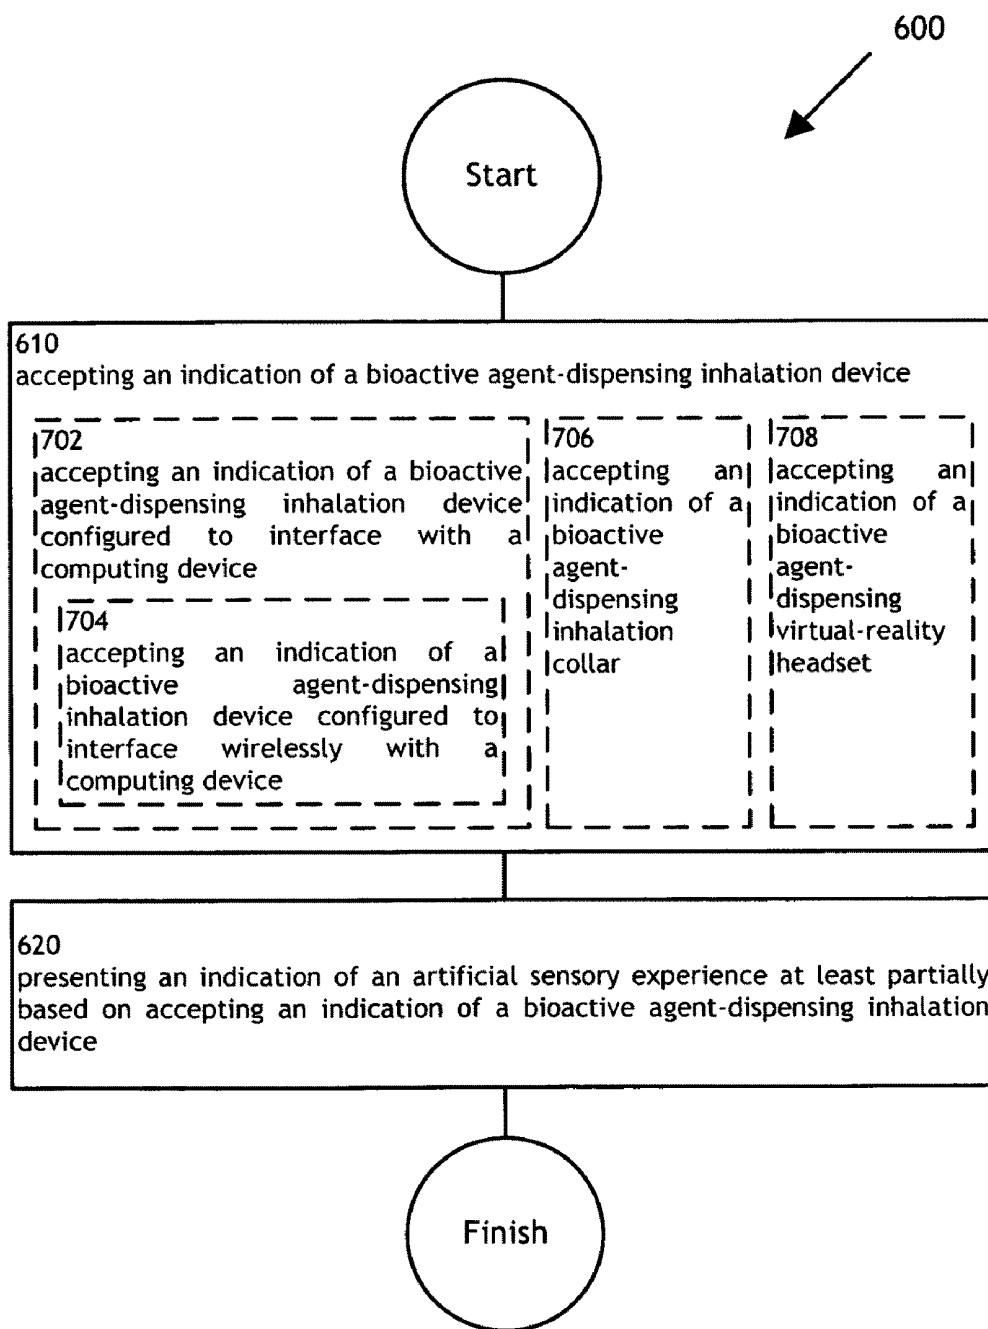 600
Start
610
accepting an indication of a bioactive agent-dispensing inhalation device
702
accepting an indication of a bioactive
agent-dispensing inhalation device
configured to interface with a
computing device
704
accepting an indication of a
bioactive agent-dispensing
inhalation device configured to
interface wirelessly with a
computing device
706
accepting an
indication of a
bioactive
agent-
dispensing
inhalation
collar
708
accepting an
indication of a
bioactive
agent-
dispensing
virtual-reality
headset
620
presenting an indication of an artificial sensory experience at least partially
based on accepting an indication of a bioactive agent-dispensing inhalation
device
Finish